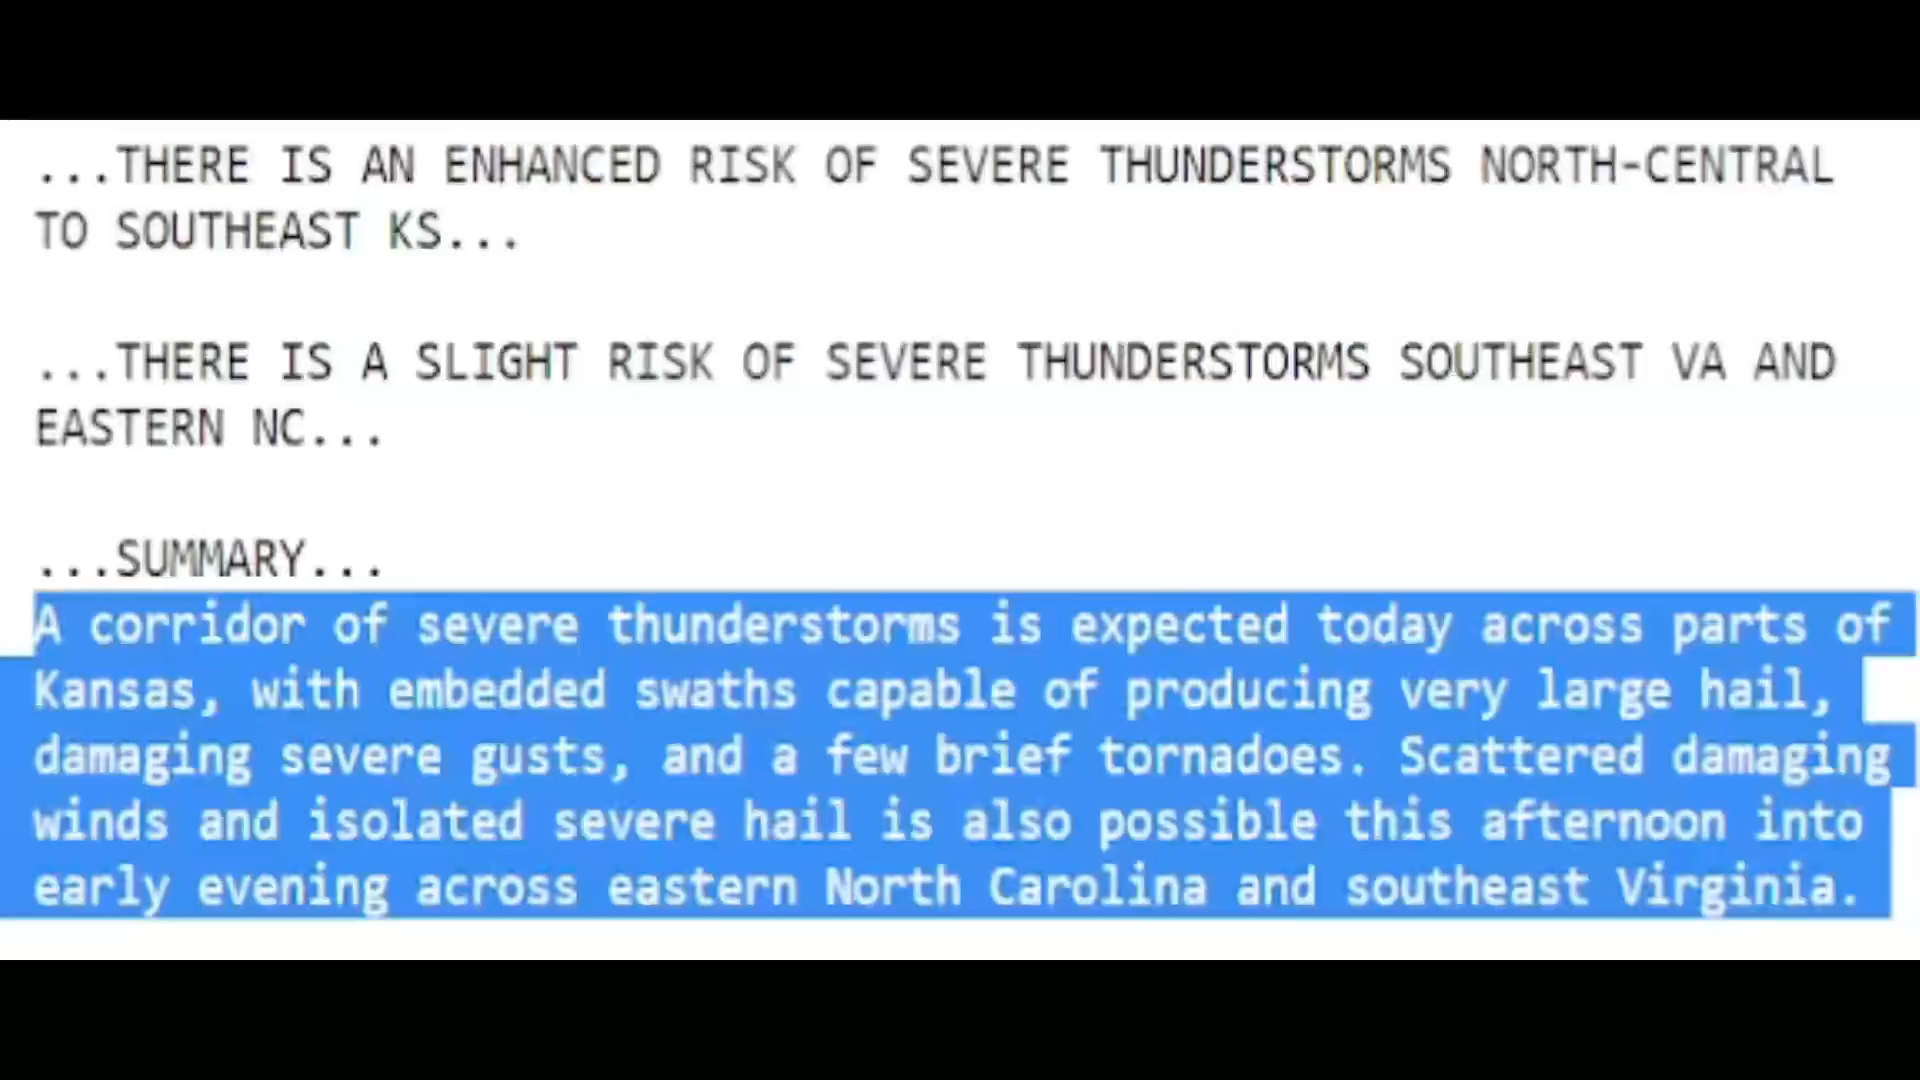 ...THERE IS AN ENHANCED RISK OF SEVERE THUNDERSTORMS NORTH-CENTRAL
TO SOUTHEAST KS...
...THERE IS A SLIGHT RISK OF SEVERE THUNDERSTORMS SOUTHEAST VA AND
EASTERN NC...
...SUMMARY...
A corridor of severe thunderstorms is expected today across parts of
Kansas, with embedded swaths capable of producing very large hail,
damaging severe gusts, and a few brief tornadoes. Scattered damaging
winds and isolated severe hail is also possible this afternoon into
early evening across eastern North Carolina and southeast Virginia.